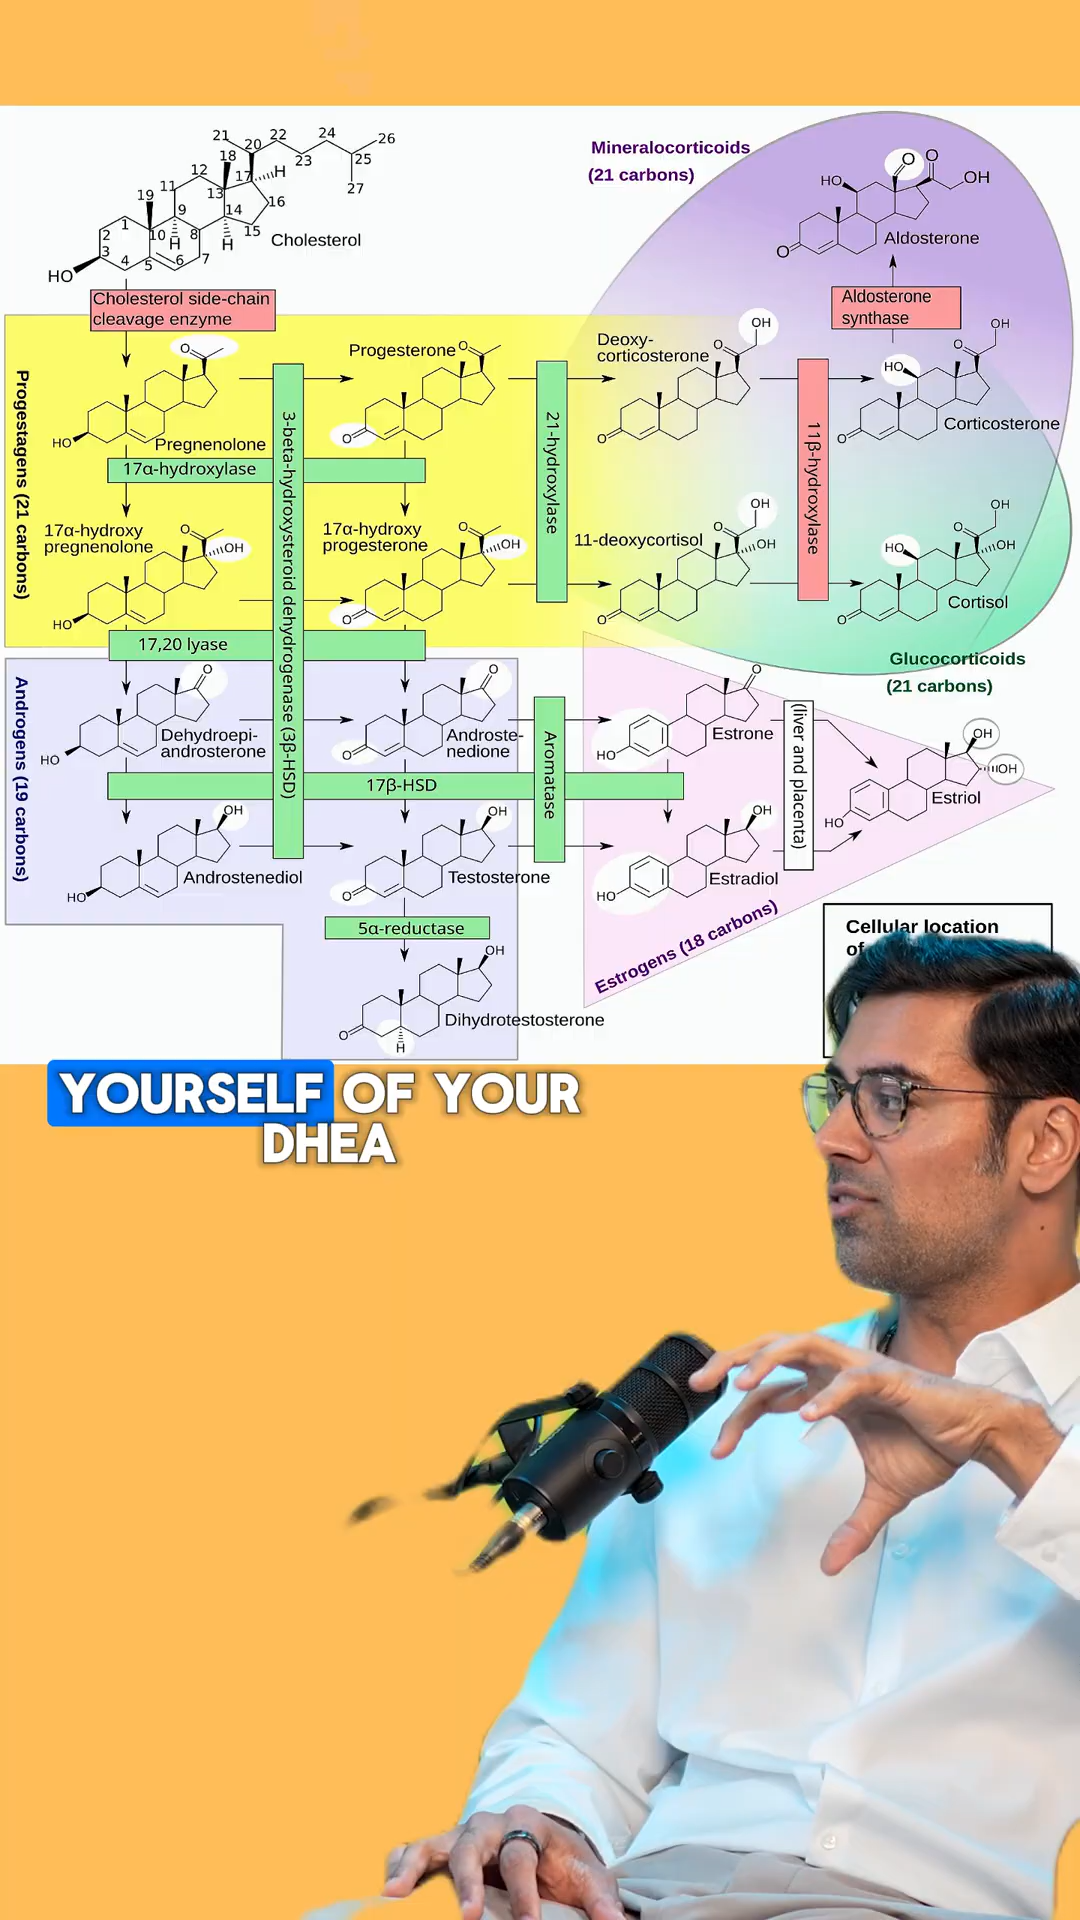 21
22
24
26
20
23
25
18
12
17
H
27
11
13
19
16
9
14
1
15
2
10
H
8
H
Cholesterol
3
4
5
6
7
HO
Cholesterol side-chain
cleavage enzyme
Mineralocorticoids
(21 carbons)
O
O
HO
OH
O
Aldosterone
Aldosterone
synthase
Progestagens (21 carbons)
O
HO
Pregnenolone
Progesterone
O
O
Deoxy-
corticosterone
OH
O
O
OH
O
HO
O
Corticosterone
17α-hydroxylase
3-beta-hydroxysteroid dehydrogenase (3β-HSD)
21-hydroxylase
11β-hydroxylase
17α-hydroxy
pregnenolone
O
OH
HO
17α-hydroxy
progesterone
O
OH
O
11-deoxycortisol
OH
O
OH
O
OH
O
HO
OH
O
Cortisol
17,20 lyase
Glucocorticoids
(21 carbons)
Androgens (19 carbons)
O
Dehydroepi-
androsterone
HO
O
Androste-
nedione
O
Aromatase
O
Estrone
HO
(liver and placenta)
OH
OH
Estriol
HO
17β-HSD
OH
Androstenediol
HO
OH
Testosterone
O
OH
Estradiol
HO
5α-reductase
Estrogens (18 carbons)
OH
O
H
Dihydrotestosterone
Cellular location
of
YOURSELF OF YOUR
DHEA